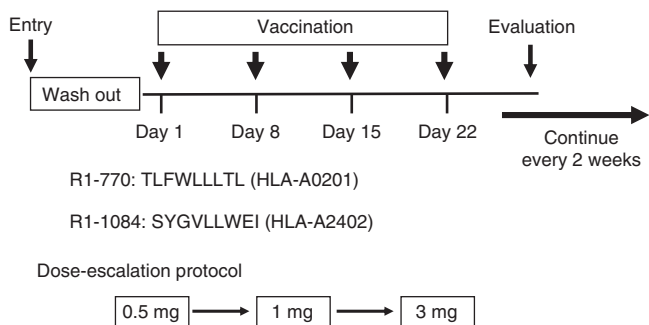 Entry
Vaccination
Evaluation
Wash out
Day 1
Day 8
Day 15
Day 22
Continue
every 2 weeks
R1-770: TLFWLLLTL (HLA-A0201)
R1-1084: SYGVLLWEI (HLA-A2402)
Dose-escalation protocol
0.5 mg
1 mg
3 mg